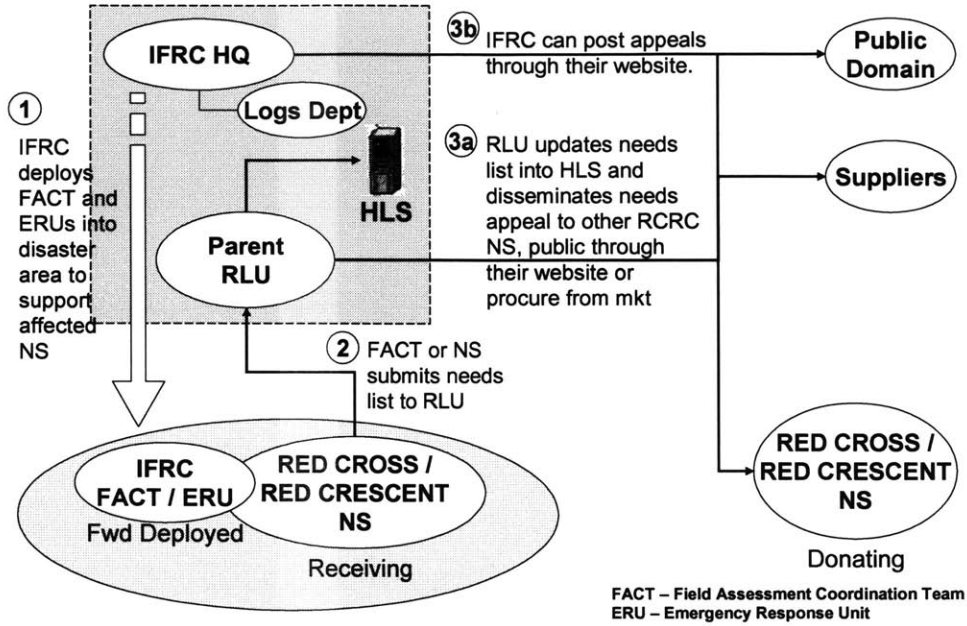 IFRC HQ
Logs Dept
1
IFRC
deploys
FACT and
ERUs into
disaster
area to
support
affected
NS
3b
IFRC can post appeals
through their website.
Public
Domain
3a
RLU updates needs
list into HLS and
disseminates needs
appeal to other RCRC
NS, public through
their website or
procure from mkt
Suppliers
HLS
Parent
RLU
2
FACT or NS
submits needs
list to RLU
IFRC
FACT / ERU
Fwd Deployed
RED CROSS /
RED CRESCENT
NS
Receiving
RED CROSS /
RED CRESCENT
NS
Donating
FACT – Field Assessment Coordination Team
ERU – Emergency Response Unit